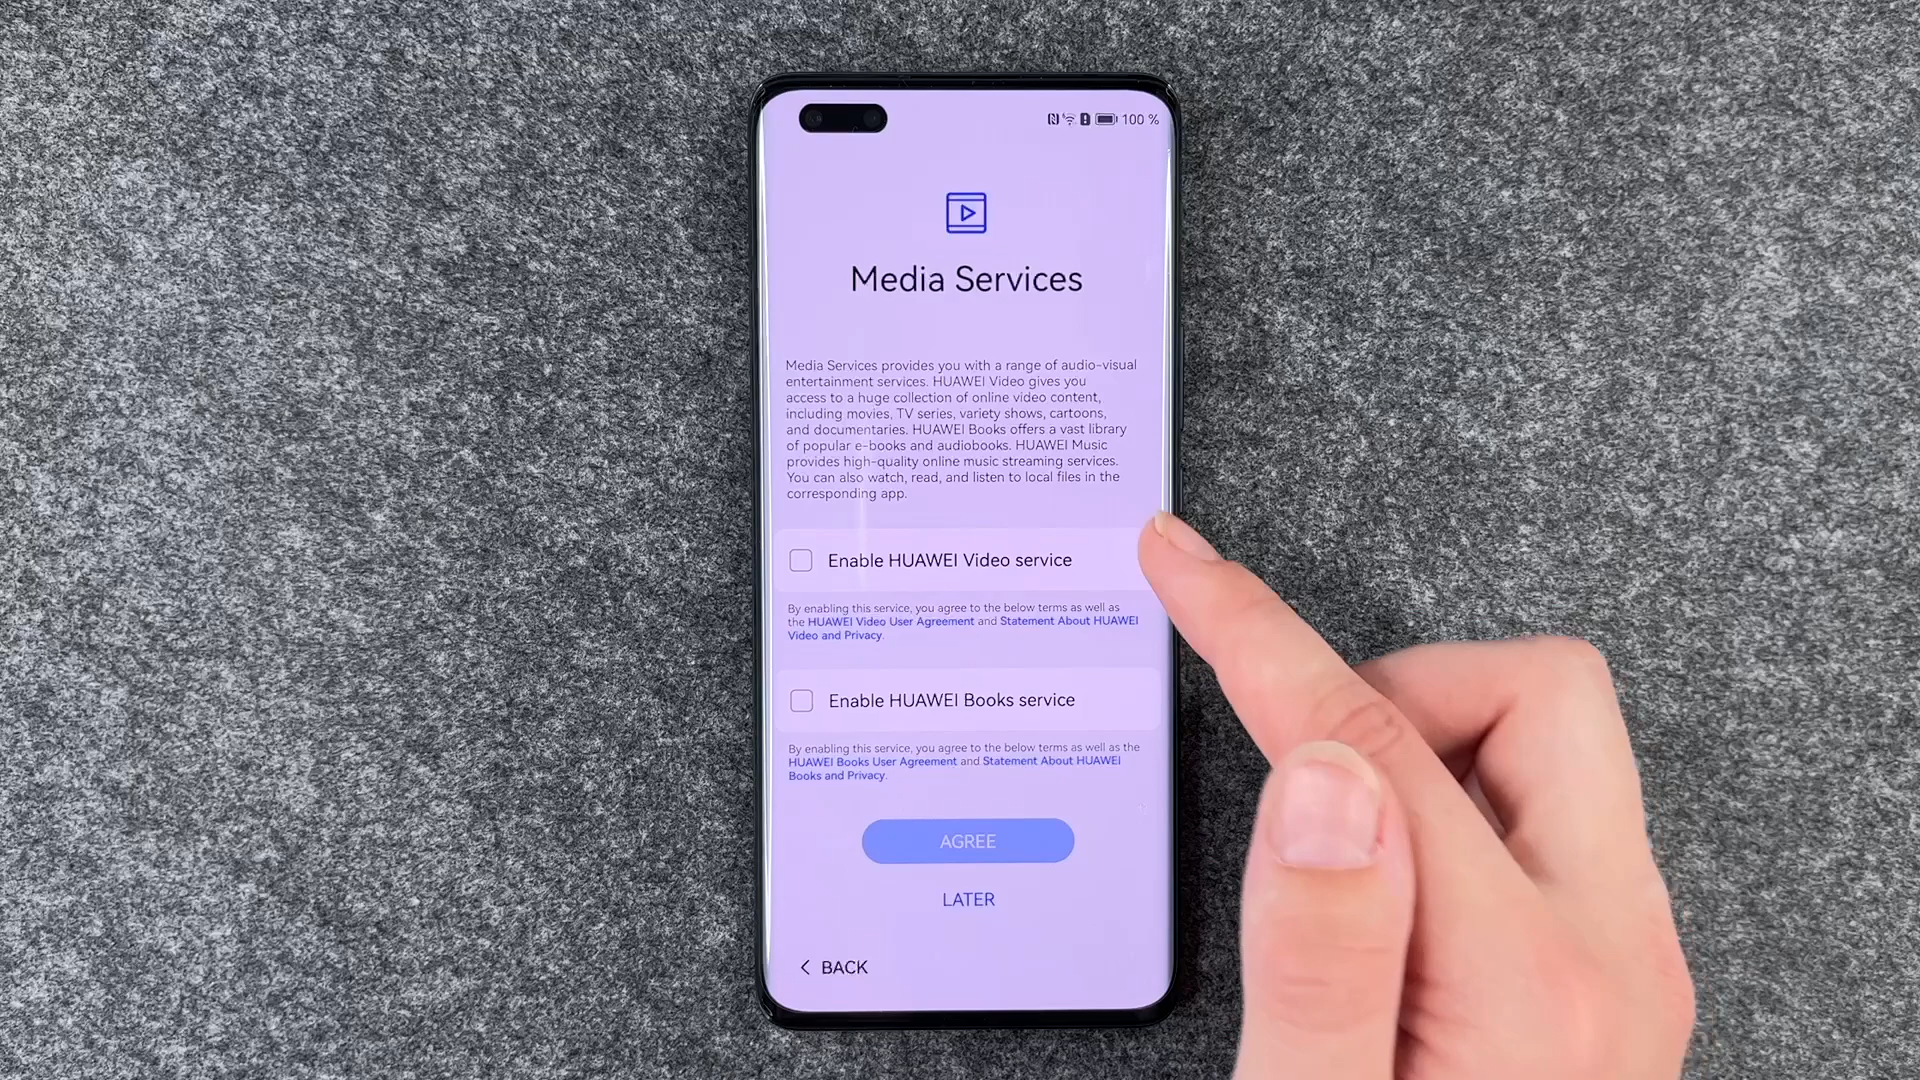 100 %
Media Services
Media Services provides you with a range of audio-visual
entertainment services. HUAWEI Video gives you
access to a huge collection of online video content,
including movies, TV series, variety shows, cartoons,
and documentaries. HUAWEI Books offers a vast library
of popular e-books and audiobooks. HUAWEI Music
provides high-quality online music streaming services.
You can also watch, read, and listen to local files in the
corresponding app.
Enable HUAWEI Video service
By enabling this service, you agree to the below terms as well as
the HUAWEI Video User Agreement and Statement About HUAWEI
Video and Privacy.
Enable HUAWEI Books service
By enabling this service, you agree to the below terms as well as the
HUAWEI Books User Agreement and Statement About HUAWEI
Books and Privacy.
AGREE
LATER
BACK